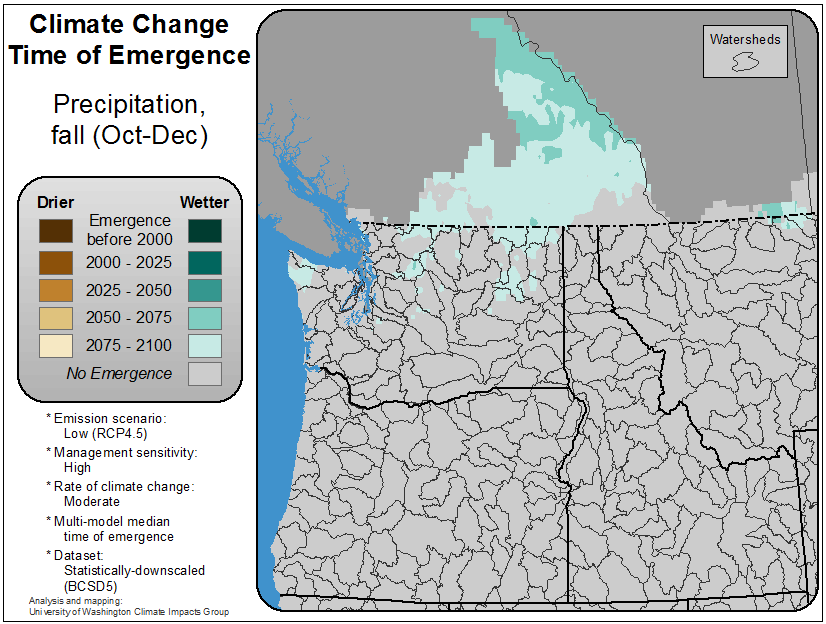 Climate Change
Time of Emergence
Precipitation,
fall (Oct-Dec)
Drier
Wetter
Emergence
before 2000
2000 - 2025
2025 - 2050
2050 - 2075
2075 - 2100
No Emergence
* Emission scenario:
Low (RCP4.5)
* Management sensitivity:
High
* Rate of climate change:
Moderate
* Multi-model median
time of emergence
* Dataset:
Statistically-downscaled
(BCSD5)
Analysis and mapping:
University of Washington Climate Impacts Group
Watersheds